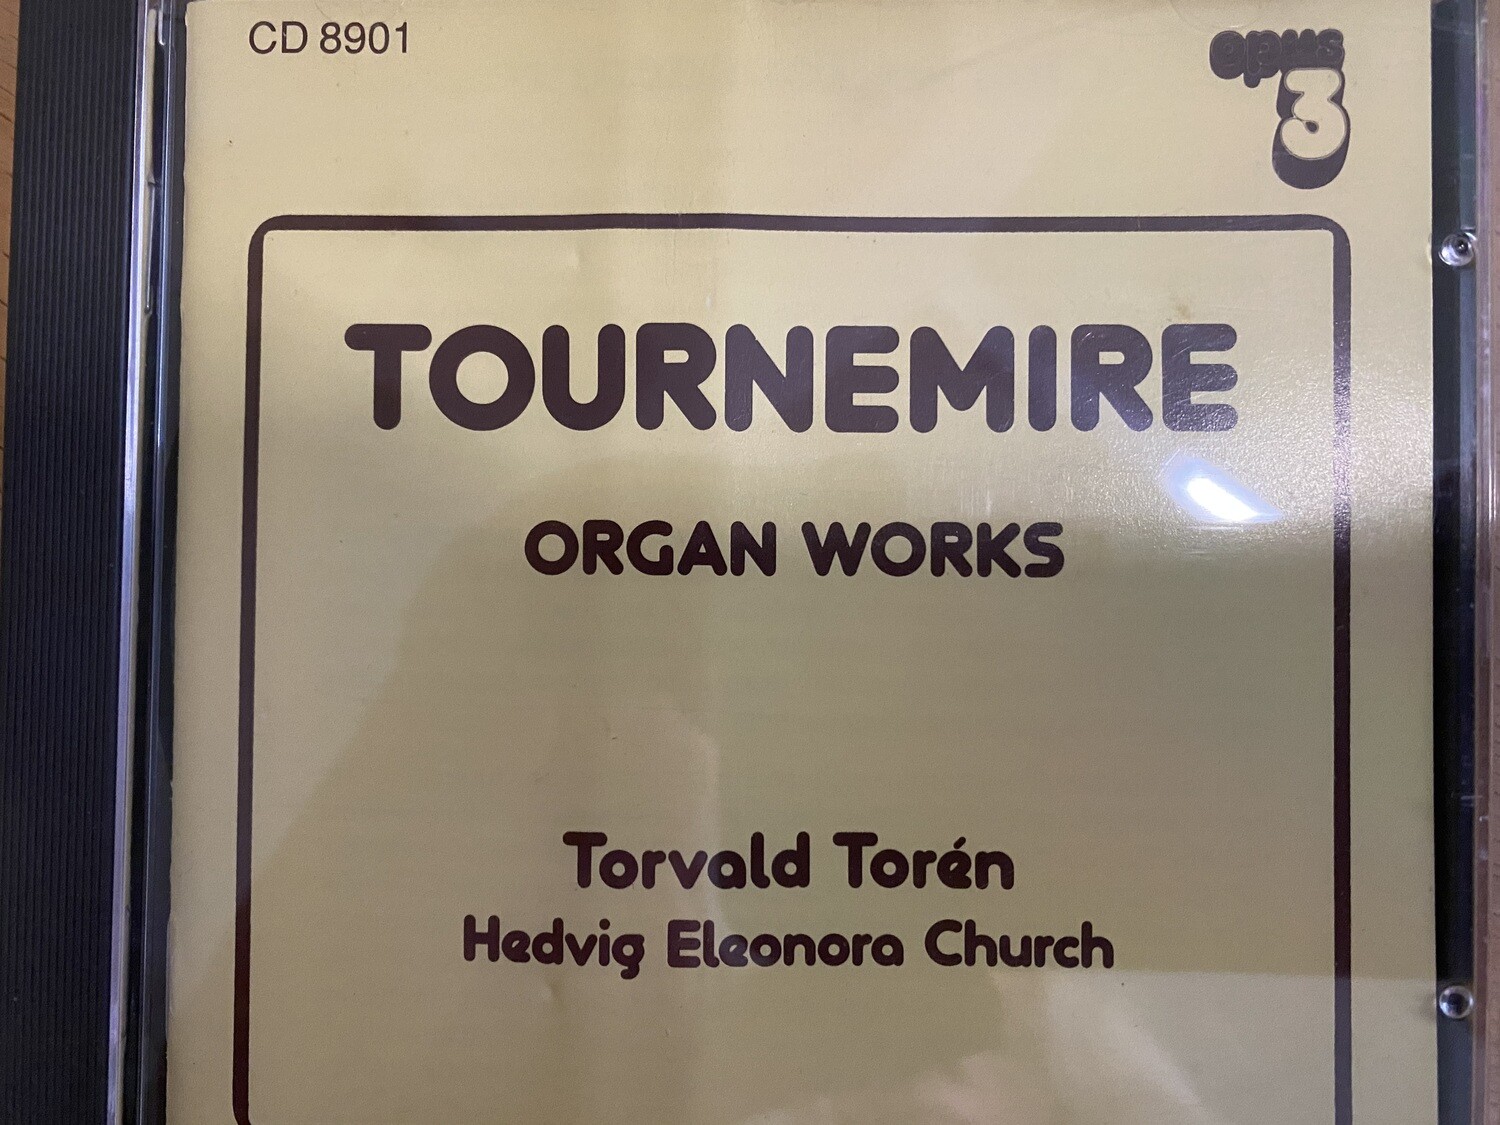 CD 8901
opus
3
TOURNEMIRE
ORGAN WORKS
Torvald Torén
Hedvig Eleonora Church